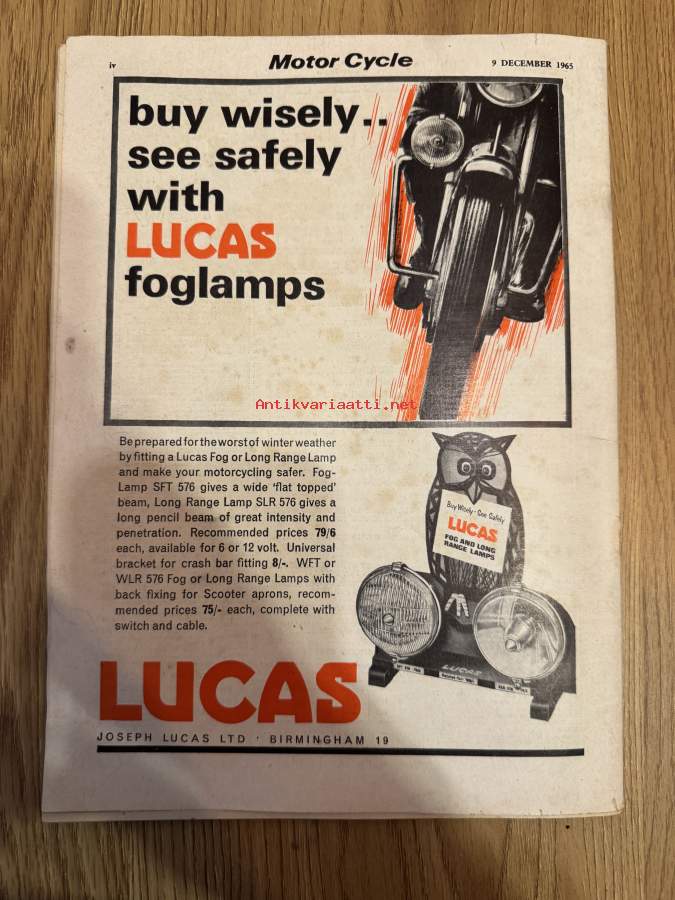 iv Motor Cycle 9 DECEMBER 1965
buy wisely..
see safely
with
LUCAS
foglamps
Antikvariaatti.net
Be prepared for the worst of winter weather
by fitting a Lucas Fog or Long Range Lamp
and make your motorcycling safer. Fog-
Lamp SFT 576 gives a wide ‘flat topped’
beam, Long Range Lamp SLR 576 gives a
long pencil beam of great intensity and
penetration. Recommended prices 79/6
each, available for 6 or 12 volt. Universal
bracket for crash bar fitting 8/-. WFT or
WLR 576 Fog or Long Range Lamps with
back fixing for Scooter aprons, recom-
mended prices 75/- each, complete with
switch and cable.
Buy Wisely - See Safely
LUCAS
FOG AND LONG
RANGE LAMPS
LUCAS
LUCAS
JOSEPH LUCAS LTD · BIRMINGHAM 19